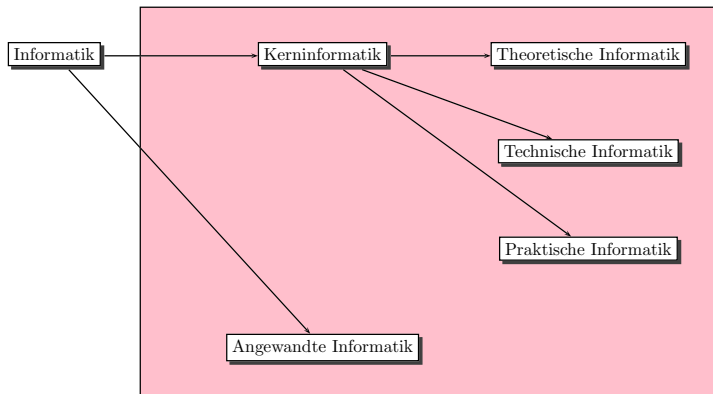 Informatik
Kerninformatik
Theoretische Informatik
Technische Informatik
Praktische Informatik
Angewandte Informatik